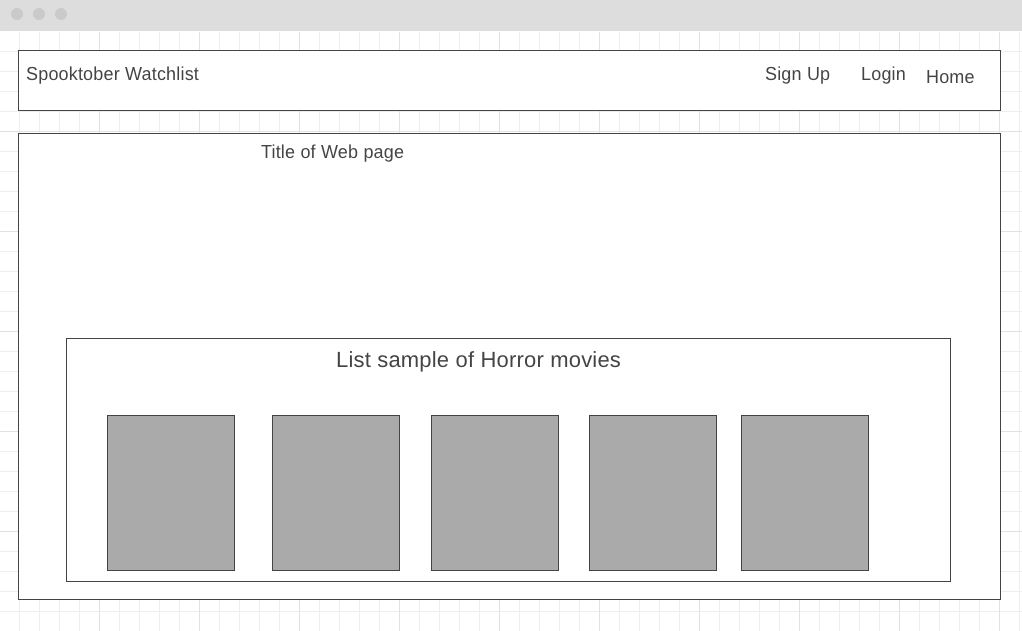 Spooktober Watchlist Sign Up Login Home
Title of Web page
List sample of Horror movies